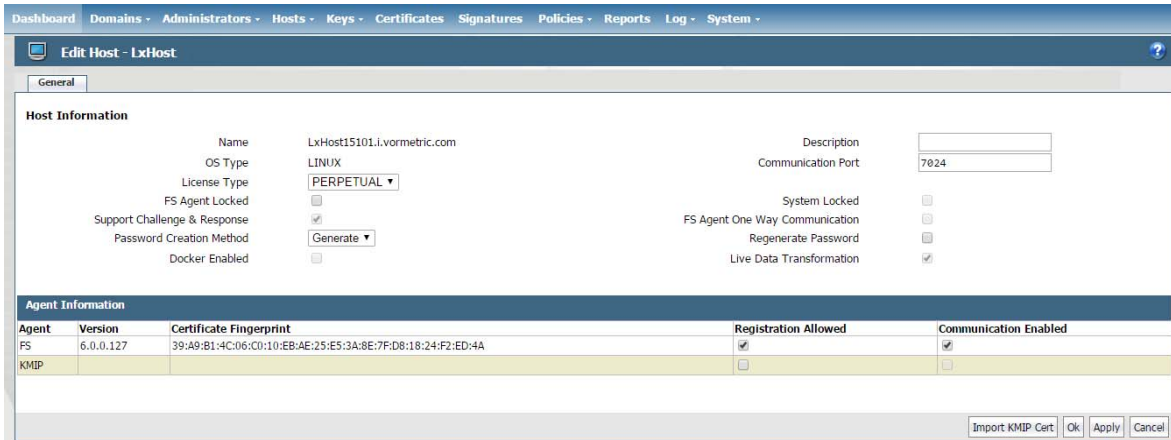 Dashboard Domains Administrators Hosts Keys Certificates Signatures Policies Reports Log System
Edit Host - LxHost
?
General
Host Information
Name LxHost15101.i.vormetric.com Description
OS Type LINUX Communication Port 7024
License Type PERPETUAL
FS Agent Locked System Locked
Support Challenge & Response FS Agent One Way Communication
Password Creation Method Generate Regenerate Password
Docker Enabled Live Data Transformation
Agent Information
Agent Version Certificate Fingerprint Registration Allowed Communication Enabled
FS 6.0.0.127 39:A9:B1:4C:06:C0:10:EB:AE:25:E5:3A:8E:7F:D8:18:24:F2:ED:4A
KMIP
Import KMIP Cert Ok Apply Cancel